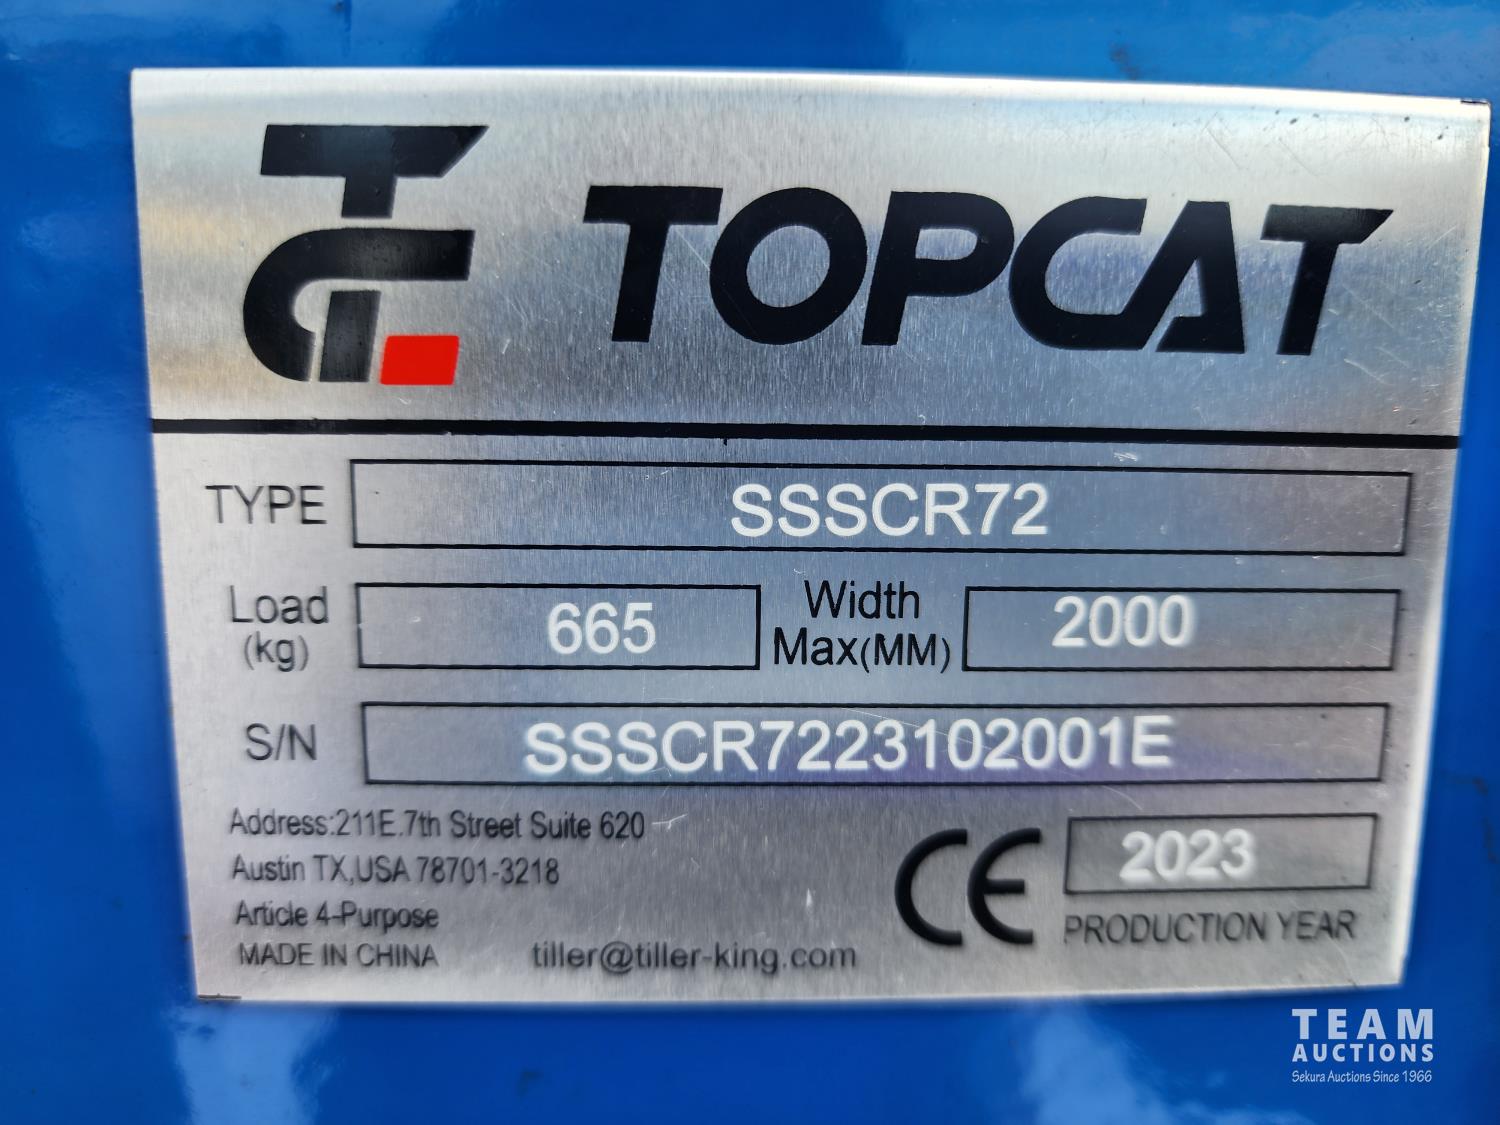 TC
TOPCAT
TYPE SSSCR72
Load (kg) 665 Width Max(MM) 2000
S/N SSSCR7223102001E
Address:211E.7th Street Suite 620
Austin TX,USA 78701-3218
Article 4-Purpose
MADE IN CHINA tiller@tiller-king.com
CE 2023
PRODUCTION YEAR
TEAM
AUCTIONS
Sekura Auctions Since 1966